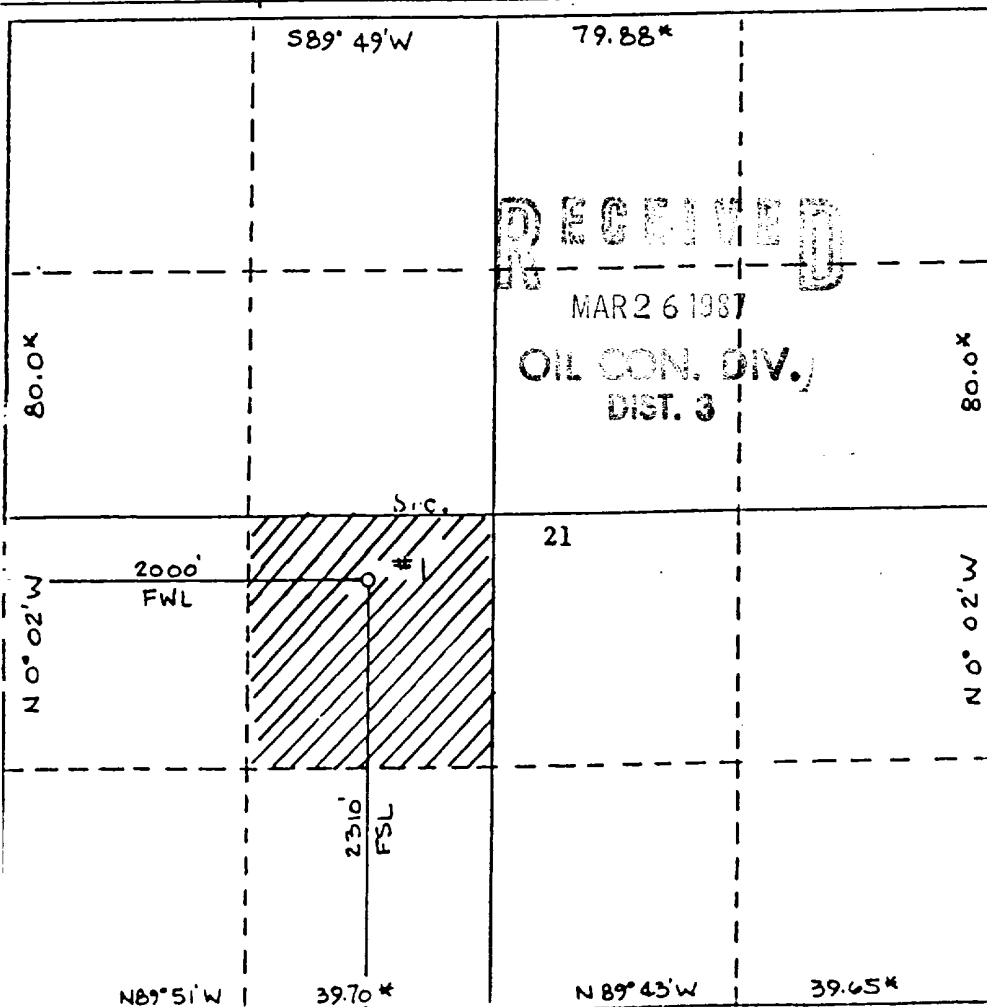 S89° 49'W 79.88*
RECEIVED
MAR 26 1987
OIL CON. DIV.
DIST. 3
80.0*
80.0*
Sec.
21
#1
2000'
FWL
N 0° 02'W
N 0° 02'W
2310'
FSL
N89°51'W 39.70* N 89°43'W 39.65*